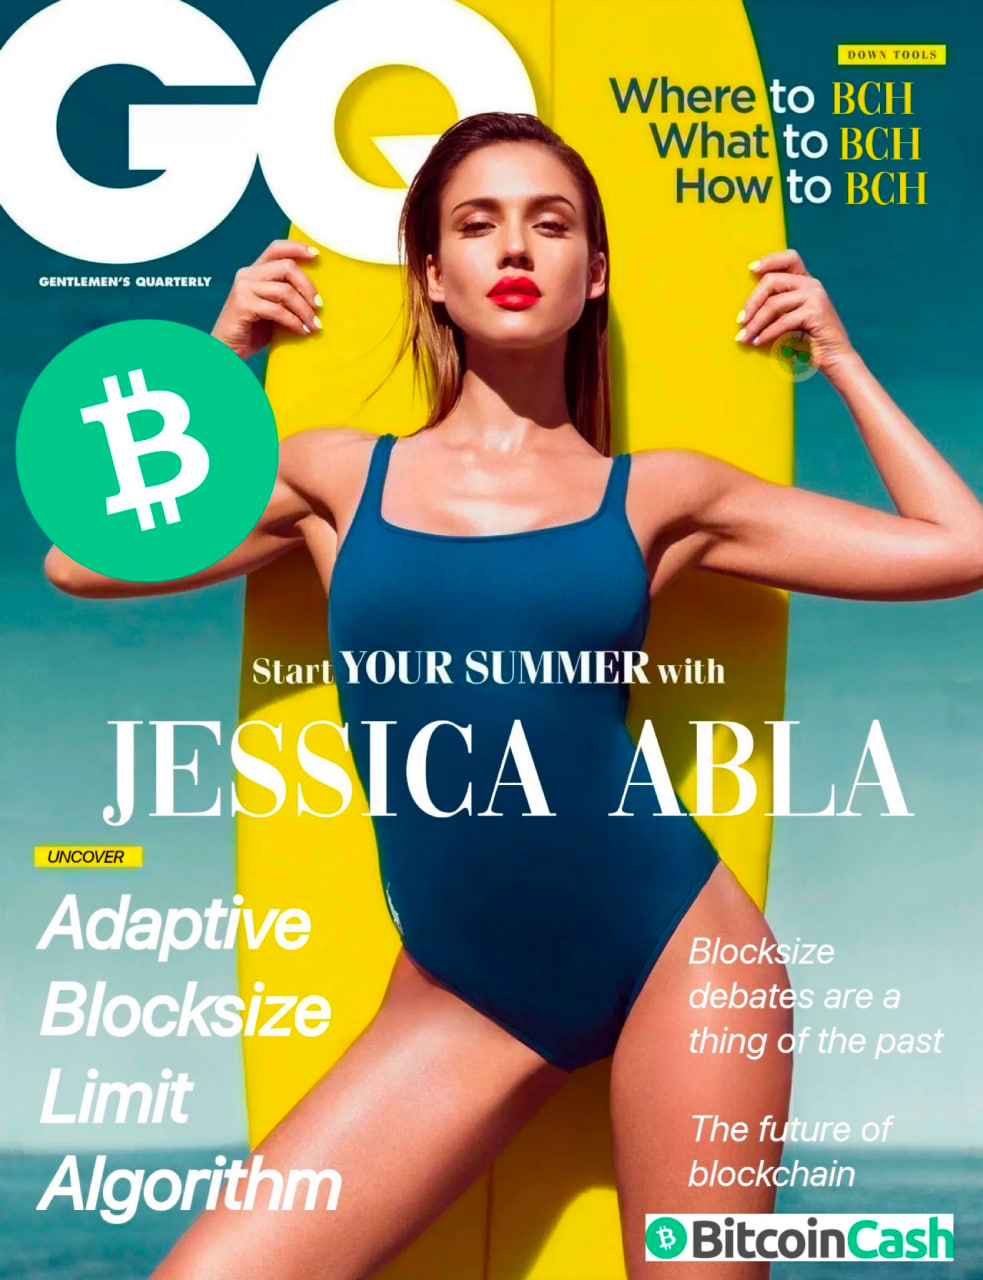 GQ
GENTLEMEN'S QUARTERLY
DOWN TOOLS
Where to BCH
What to BCH
How to BCH
Start YOUR SUMMER with
JESSICA ABLA
UNCOVER
Adaptive
Blocksize
Limit
Algorithm
Blocksize
debates are a
thing of the past
The future of
blockchain
BitcoinCash